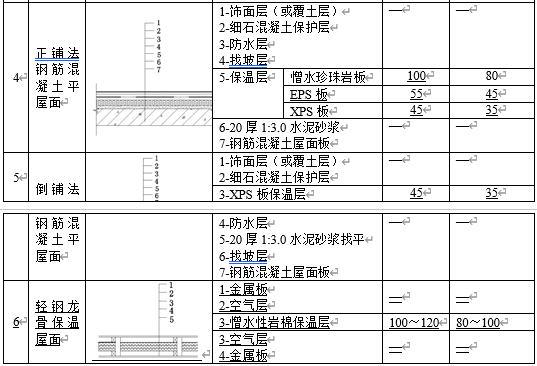 4
正铺法
钢筋混
凝土平
屋面
1
2
3
4
5
6
7
1-饰面层（或覆土层）
2-细石混凝土保护层
3-防水层
4-找坡层
— —
5-保温层 憎水珍珠岩板 100 80
EPS 板 55 45
XPS 板 45 35
6-20 厚 1:3.0 水泥砂浆
7-钢筋混凝土屋面板
— —
5
倒铺法
1
2
3
4
5
6
1-饰面层（或覆土层）
2-细石混凝土保护层
— —
3-XPS 板保温层 45 35
钢筋混
凝土平
屋面
4-防水层
5-20 厚 1:3.0 水泥砂浆找平
6-找坡层
7-钢筋混凝土屋面板
— —
6
轻钢龙
骨保温
屋面
1
2
3
4
5
1-金属板
2-空气层
— —
3-憎水性岩棉保温层 100～120 80～100
3-空气层
4-金属板
— —